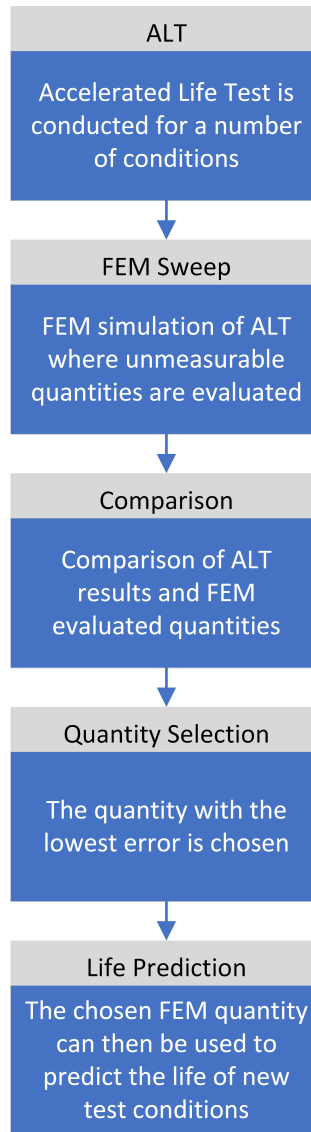 ALT
Accelerated Life Test is
conducted for a number
of conditions
FEM Sweep
FEM simulation of ALT
where unmeasurable
quantities are evaluated
Comparison
Comparison of ALT
results and FEM
evaluated quantities
Quantity Selection
The quantity with the
lowest error is chosen
Life Prediction
The chosen FEM quantity
can then be used to
predict the life of new
test conditions